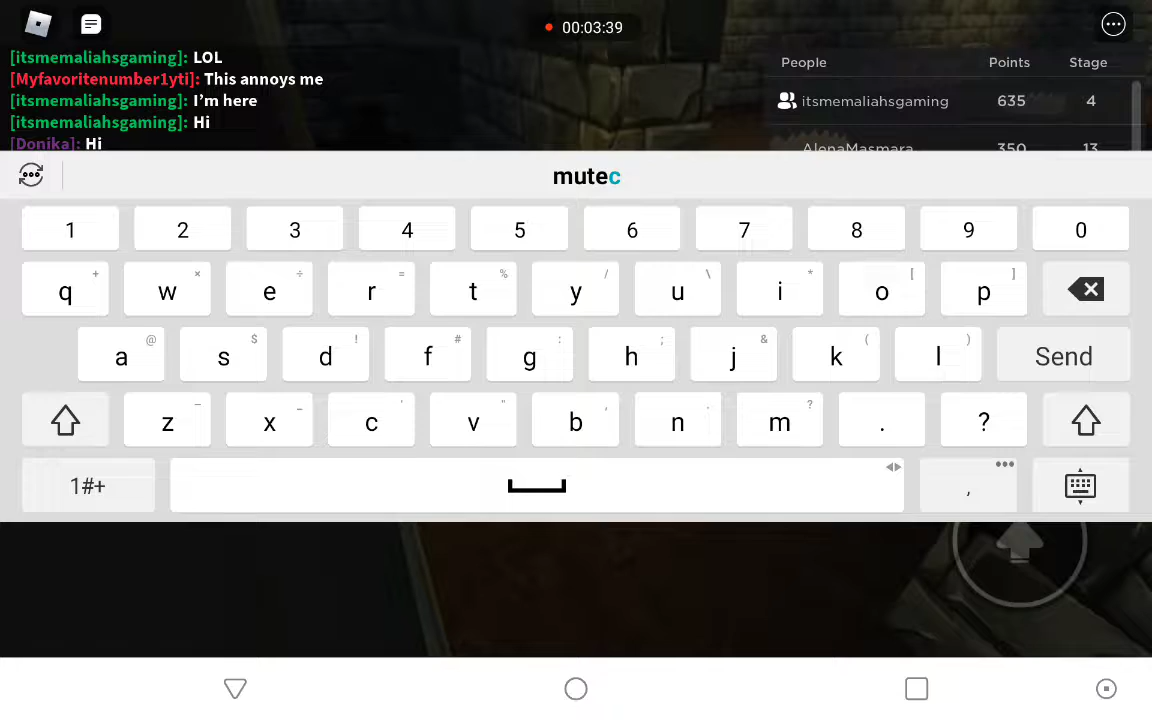 00:03:39
[itsmemaliahsgaming]: LOL
[Myfavoritenumber1yti]: This annoys me
[itsmemaliahsgaming]: I'm here
[itsmemaliahsgaming]: Hi
[Donika]: Hi
People Points Stage
itsmemaliahsgaming 635 4
AlenaMasmara 350 13
mutec
1 2 3 4 5 6 7 8 9 0
+ × ÷ = % / \ * [ ]
q w e r t y u i o p
@ $ ! # : ; & ( )
a s d f g h j k l Send
– _ ' " , . ?
z x c v b n m . ?
1#+ ,